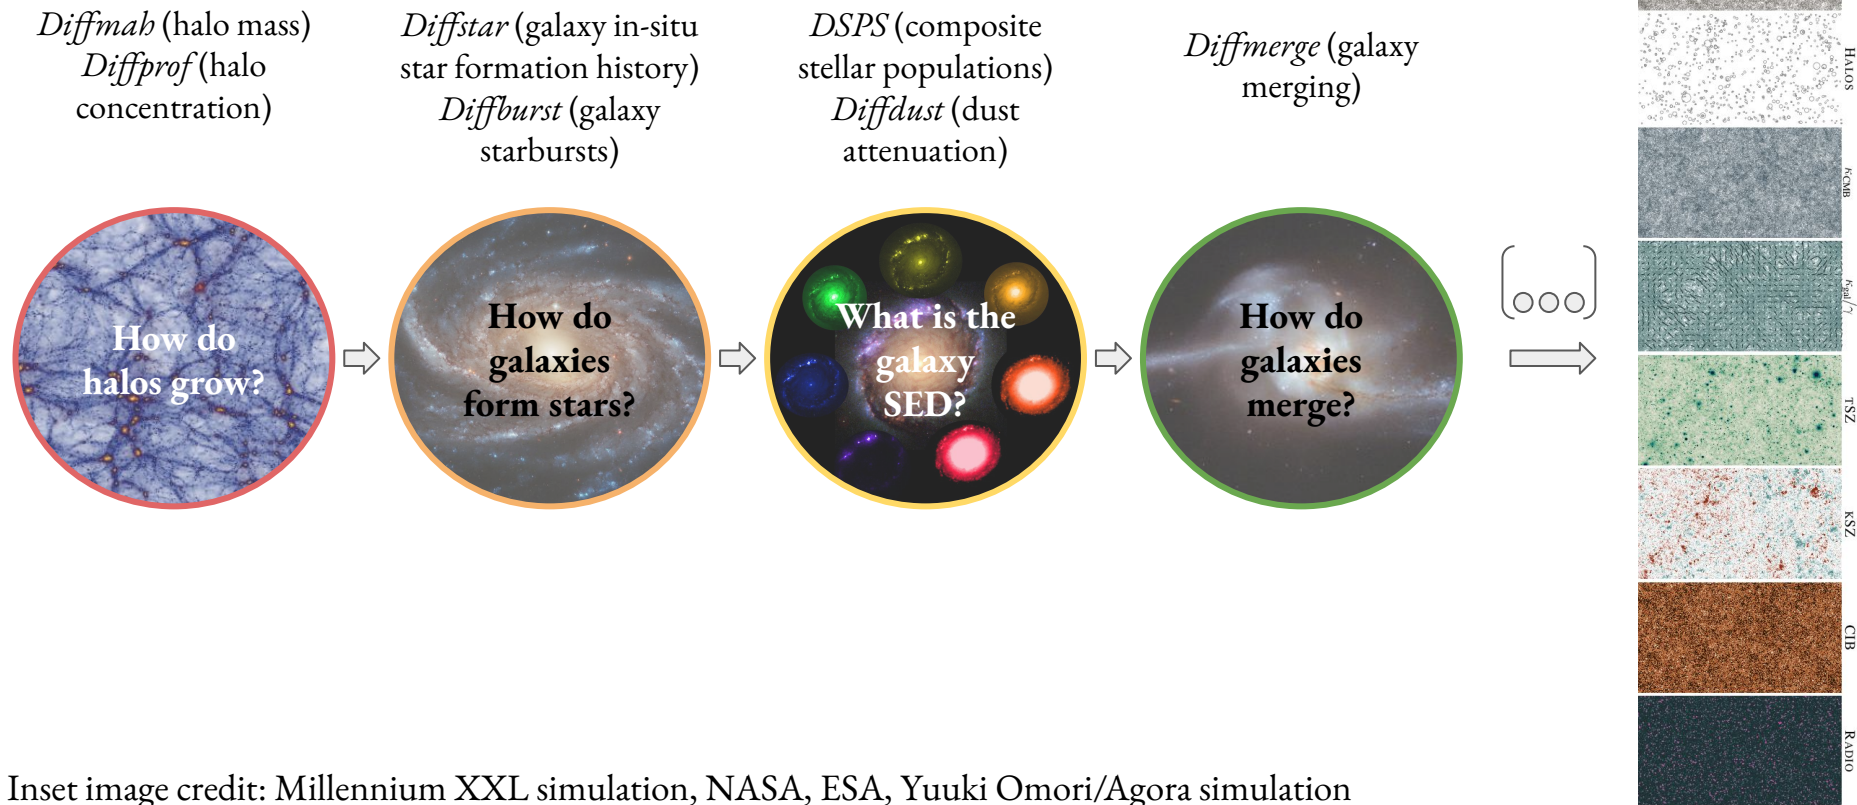 Diffmah (halo mass)
Diffprof (halo
concentration)
Diffstar (galaxy in-situ
star formation history)
Diffburst (galaxy
starbursts)
DSPS (composite
stellar populations)
Diffdust (dust
attenuation)
Diffmerge (galaxy
merging)
How do
halos grow?
How do
galaxies
form stars?
What is the
galaxy
SED?
How do
galaxies
merge?
HALOS
κCMB
κgal/γ
TSZ
KSZ
CIB
RADIO
Inset image credit: Millennium XXL simulation, NASA, ESA, Yuuki Omori/Agora simulation